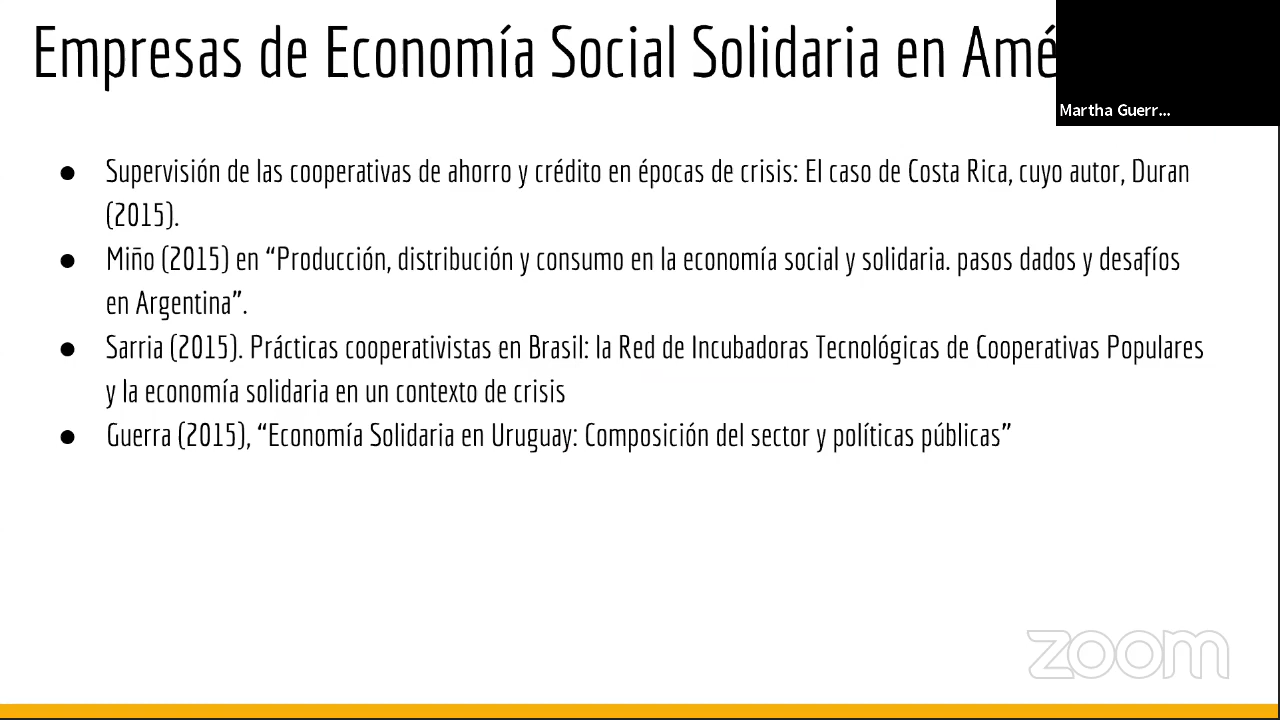 Empresas de Economía Social Solidaria en Amé
Martha Guerr...
● Supervisión de las cooperativas de ahorro y crédito en épocas de crisis: El caso de Costa Rica, cuyo autor, Duran
(2015).
● Miño (2015) en “Producción, distribución y consumo en la economía social y solidaria. pasos dados y desafíos
en Argentina”.
● Sarria (2015). Prácticas cooperativistas en Brasil: la Red de Incubadoras Tecnológicas de Cooperativas Populares
y la economía solidaria en un contexto de crisis
● Guerra (2015), “Economía Solidaria en Uruguay: Composición del sector y políticas públicas”
zoom